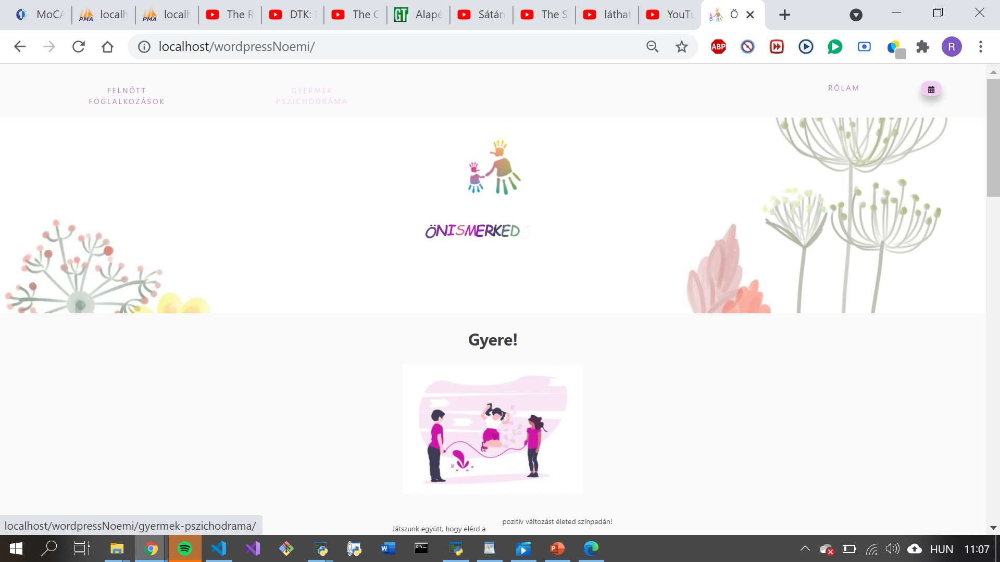 MoCA
localh
localh
The R
DTK:
The C
GT
Alapé
Sátán
The S
láthat
YouTu
Ö
localhost/wordpressNoemi/
ABP
R
FELNŐTT
FOGLALKOZÁSOK
GYERMEK
PSZICHODRÁMA
RÓLAM
ÖNISMERKEDŐ
Gyere!
pozitív változást életed színpadán!
Játszunk együtt, hogy elérd a
localhost/wordpressNoemi/gyermek-pszichodrama/
HUN
11:07